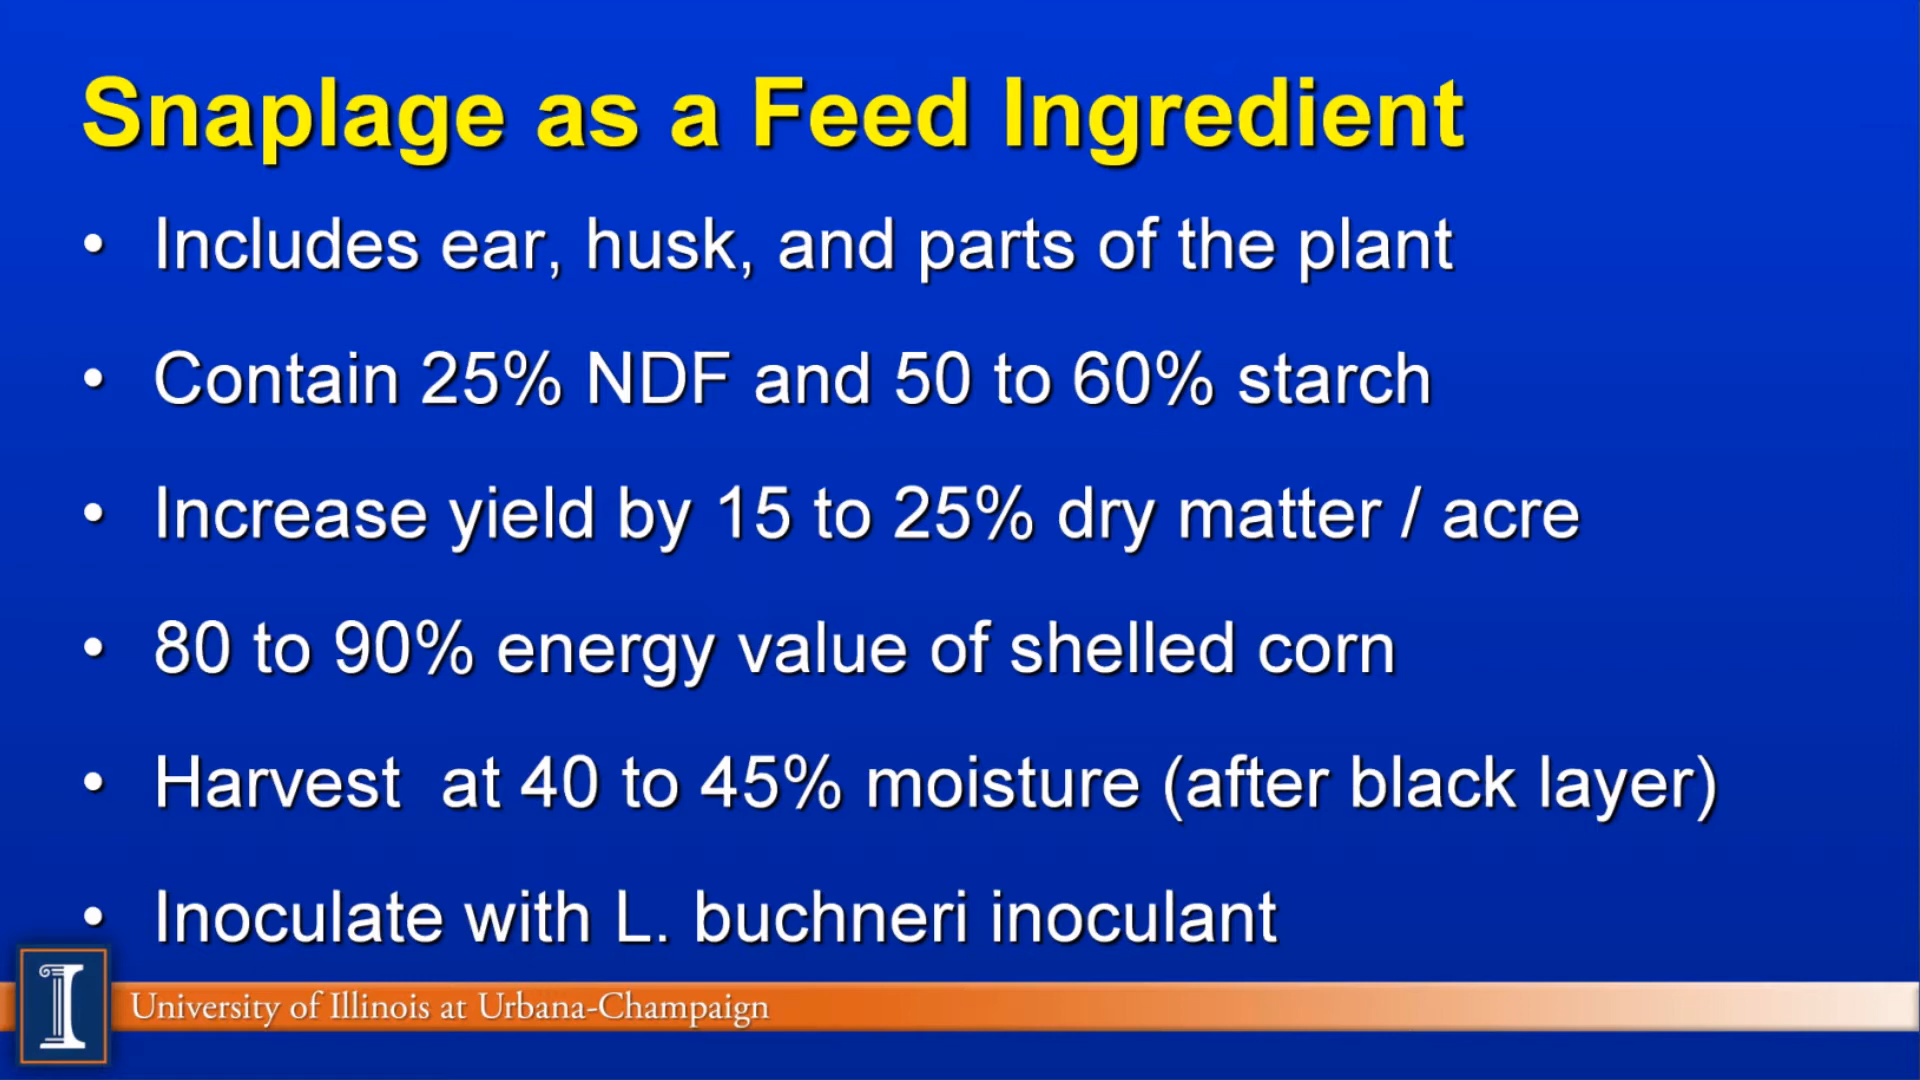 Snaplage as a Feed Ingredient
• Includes ear, husk, and parts of the plant
• Contain 25% NDF and 50 to 60% starch
• Increase yield by 15 to 25% dry matter / acre
• 80 to 90% energy value of shelled corn
• Harvest  at 40 to 45% moisture (after black layer)
• Inoculate with L. buchneri inoculant
I
University of Illinois at Urbana-Champaign